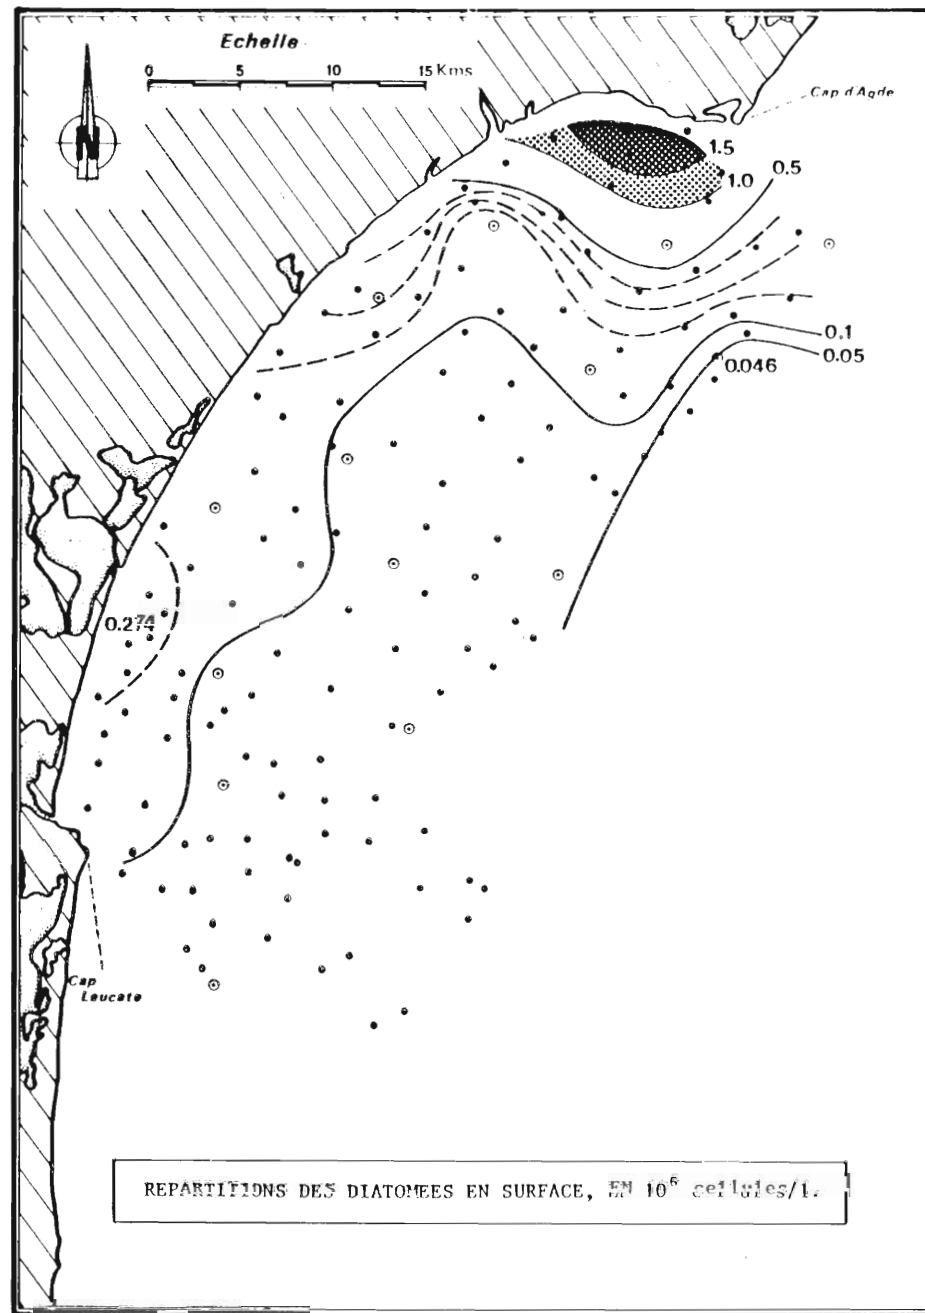 Echelle
0 5 10 15 Kms
N
Cap d'Agde
1.5
1.0
0.5
0.1
0.05
0.046
0.274
Cap
Leucate
REPARTITIONS DES DIATOMEES EN SURFACE, EN 10⁶ cellules/l.